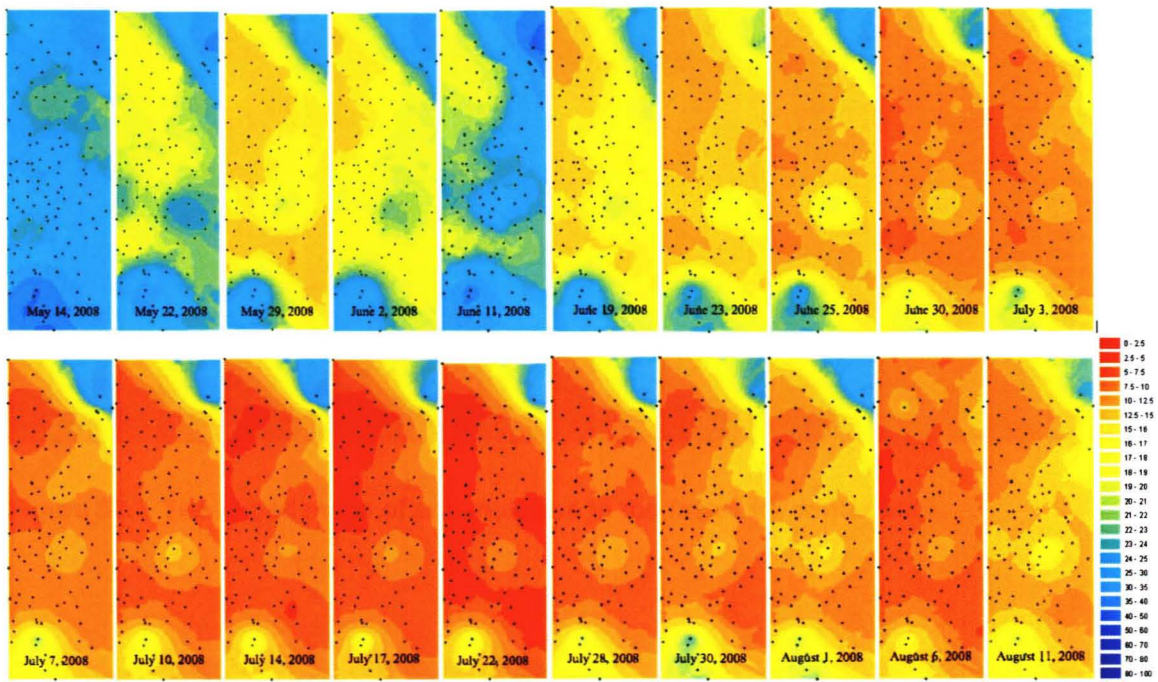 May 14, 2008
May 22, 2008
May 29, 2008
June 2, 2008
June 11, 2008
June 19, 2008
June 23, 2008
June 25, 2008
June 30, 2008
July 3, 2008
0 - 2.5
2.5 - 5
5 - 7.5
7.5 - 10
10 - 12.5
12.5 - 15
15 - 16
16 - 17
17 - 18
18 - 19
19 - 20
20 - 21
21 - 22
22 - 23
23 - 24
24 - 25
25 - 30
30 - 35
35 - 40
40 - 50
50 - 60
60 - 70
70 - 80
80 - 100
July 7, 2008
July 10, 2008
July 14, 2008
July 17, 2008
July 22, 2008
July 28, 2008
July 30, 2008
August 1, 2008
August 6, 2008
August 11, 2008